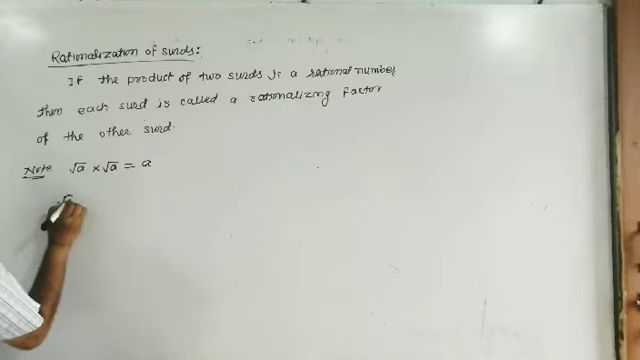 Rationalization of surds:
If the product of two surds is a rational number
then each surd is called a rationalizing factor
of the other surd.
Note √a × √a = a